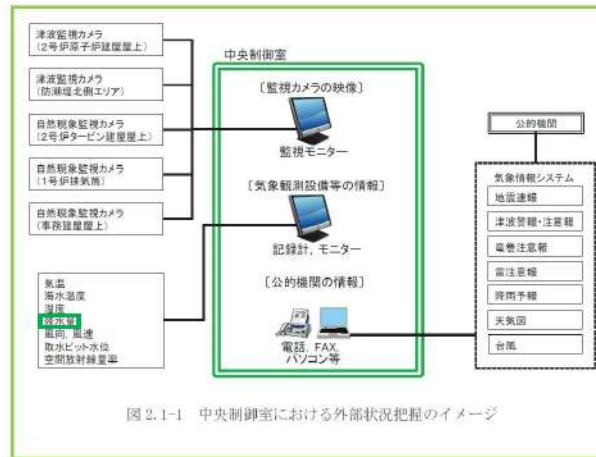 津波監視カメラ
(2号炉原子炉建屋屋上)
津波監視カメラ
(防潮堤北側エリア)
自然現象監視カメラ
(2号炉タービン建屋屋上)
自然現象監視カメラ
(1号炉排気筒)
自然現象監視カメラ
(事務建屋屋上)
気温
海水温度
湿度
降水量
風向，風速
取水ピット水位
空間放射線量率
中央制御室
〔監視カメラの映像〕
監視モニター
〔気象観測設備等の情報〕
記録計，モニター
〔公的機関の情報〕
電話，FAX，
パソコン等
公的機関
気象情報システム
地震速報
津波警報・注意報
竜巻注意報
雷注意報
降雨予報
天気図
台風
図 2.1-1 中央制御室における外部状況把握のイメージ